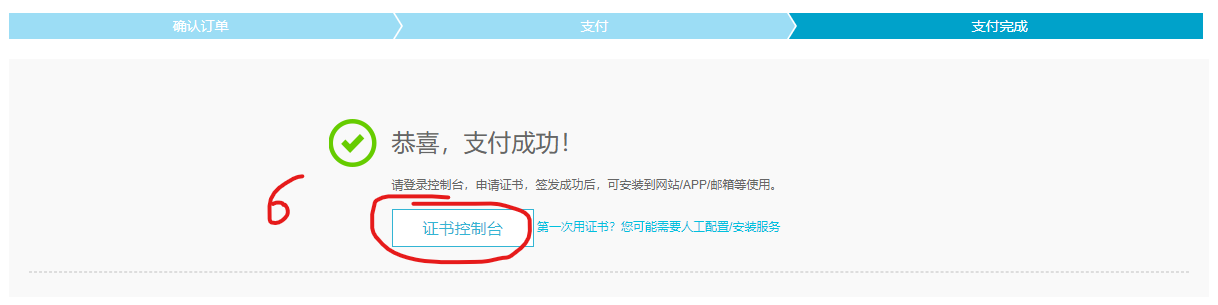 确认订单
支付
支付完成
恭喜，支付成功！
请登录控制台，申请证书，签发成功后，可安装到网站/APP/邮箱等使用。
6
证书控制台
第一次用证书？您可能需要人工配置/安装服务